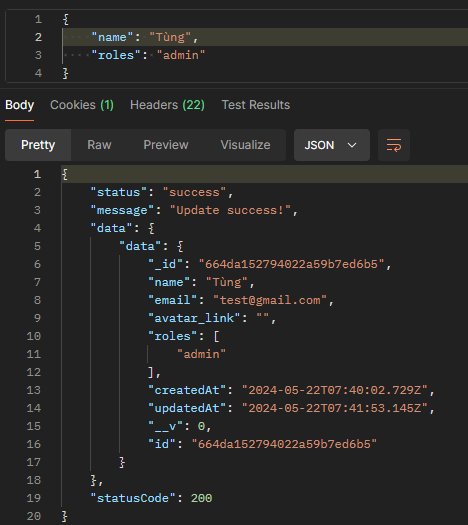 1 {
2 "name": "Tùng",
3 "roles": "admin"
4 }
Body Cookies (1) Headers (22) Test Results
Pretty Raw Preview Visualize JSON
1 {
2 "status": "success",
3 "message": "Update success!",
4 "data": {
5 "data": {
6 "_id": "664da152794022a59b7ed6b5",
7 "name": "Tùng",
8 "email": "test@gmail.com",
9 "avatar_link": "",
10 "roles": [
11 "admin"
12 ],
13 "createdAt": "2024-05-22T07:40:02.729Z",
14 "updatedAt": "2024-05-22T07:41:53.145Z",
15 "__v": 0,
16 "id": "664da152794022a59b7ed6b5"
17 }
18 },
19 "statusCode": 200
20 }